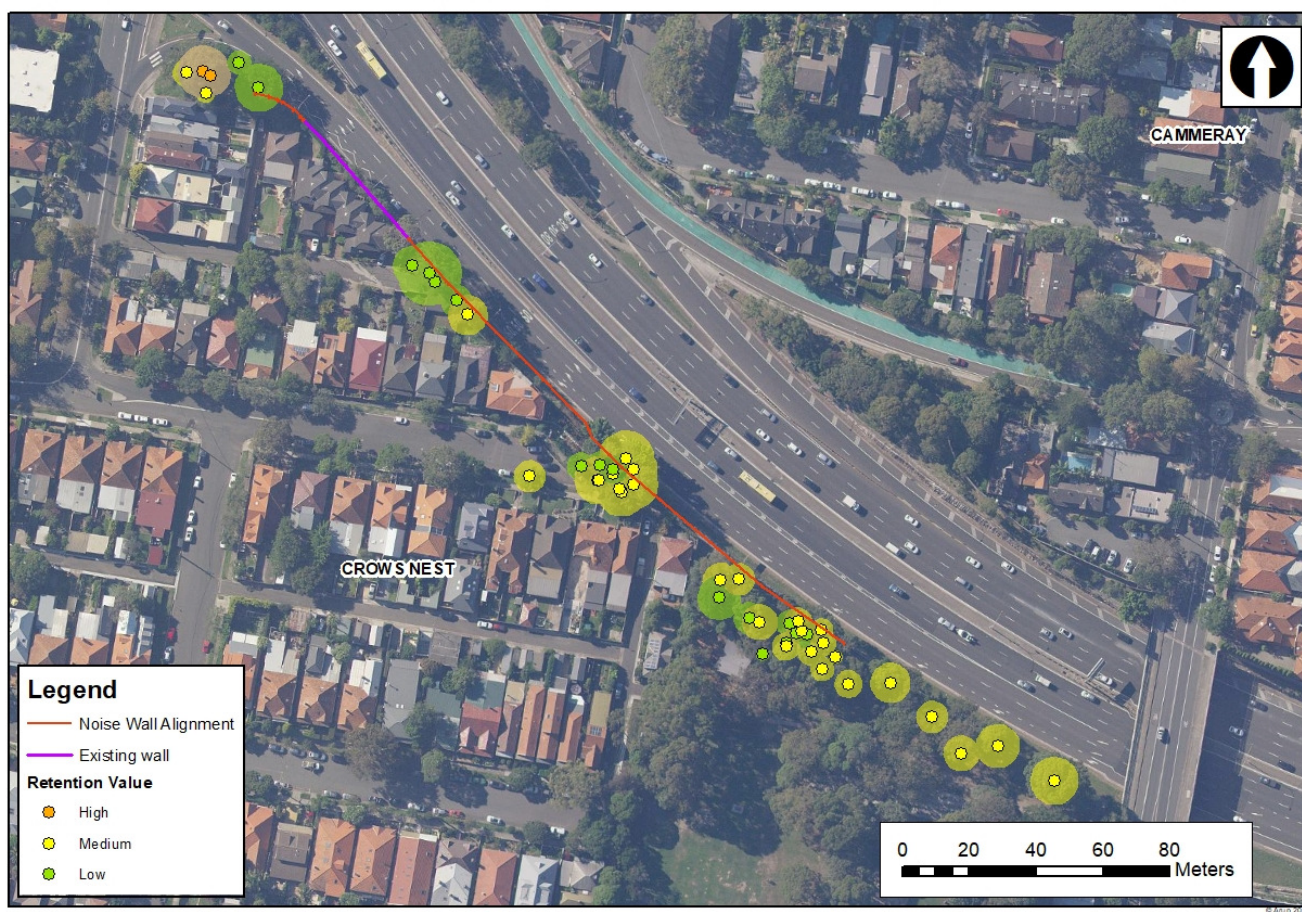 CAMMERAY
CROWS NEST
Legend
Noise Wall Alignment
Existing wall
Retention Value
High
Medium
Low
0 20 40 60 80
Meters